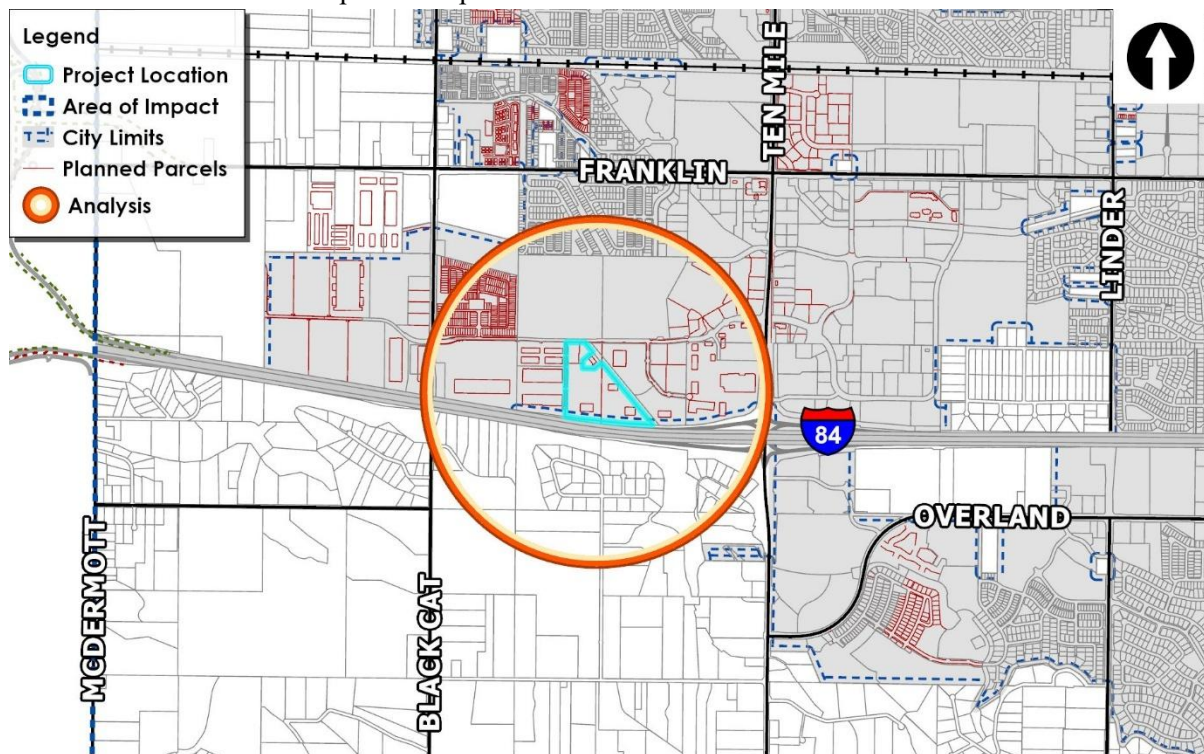 Legend
Project Location
Area of Impact
City Limits
Planned Parcels
Analysis
TEN MILE
FRANKLIN
LINDER
84
OVERLAND
MCDERMOTT
BLACK CAT